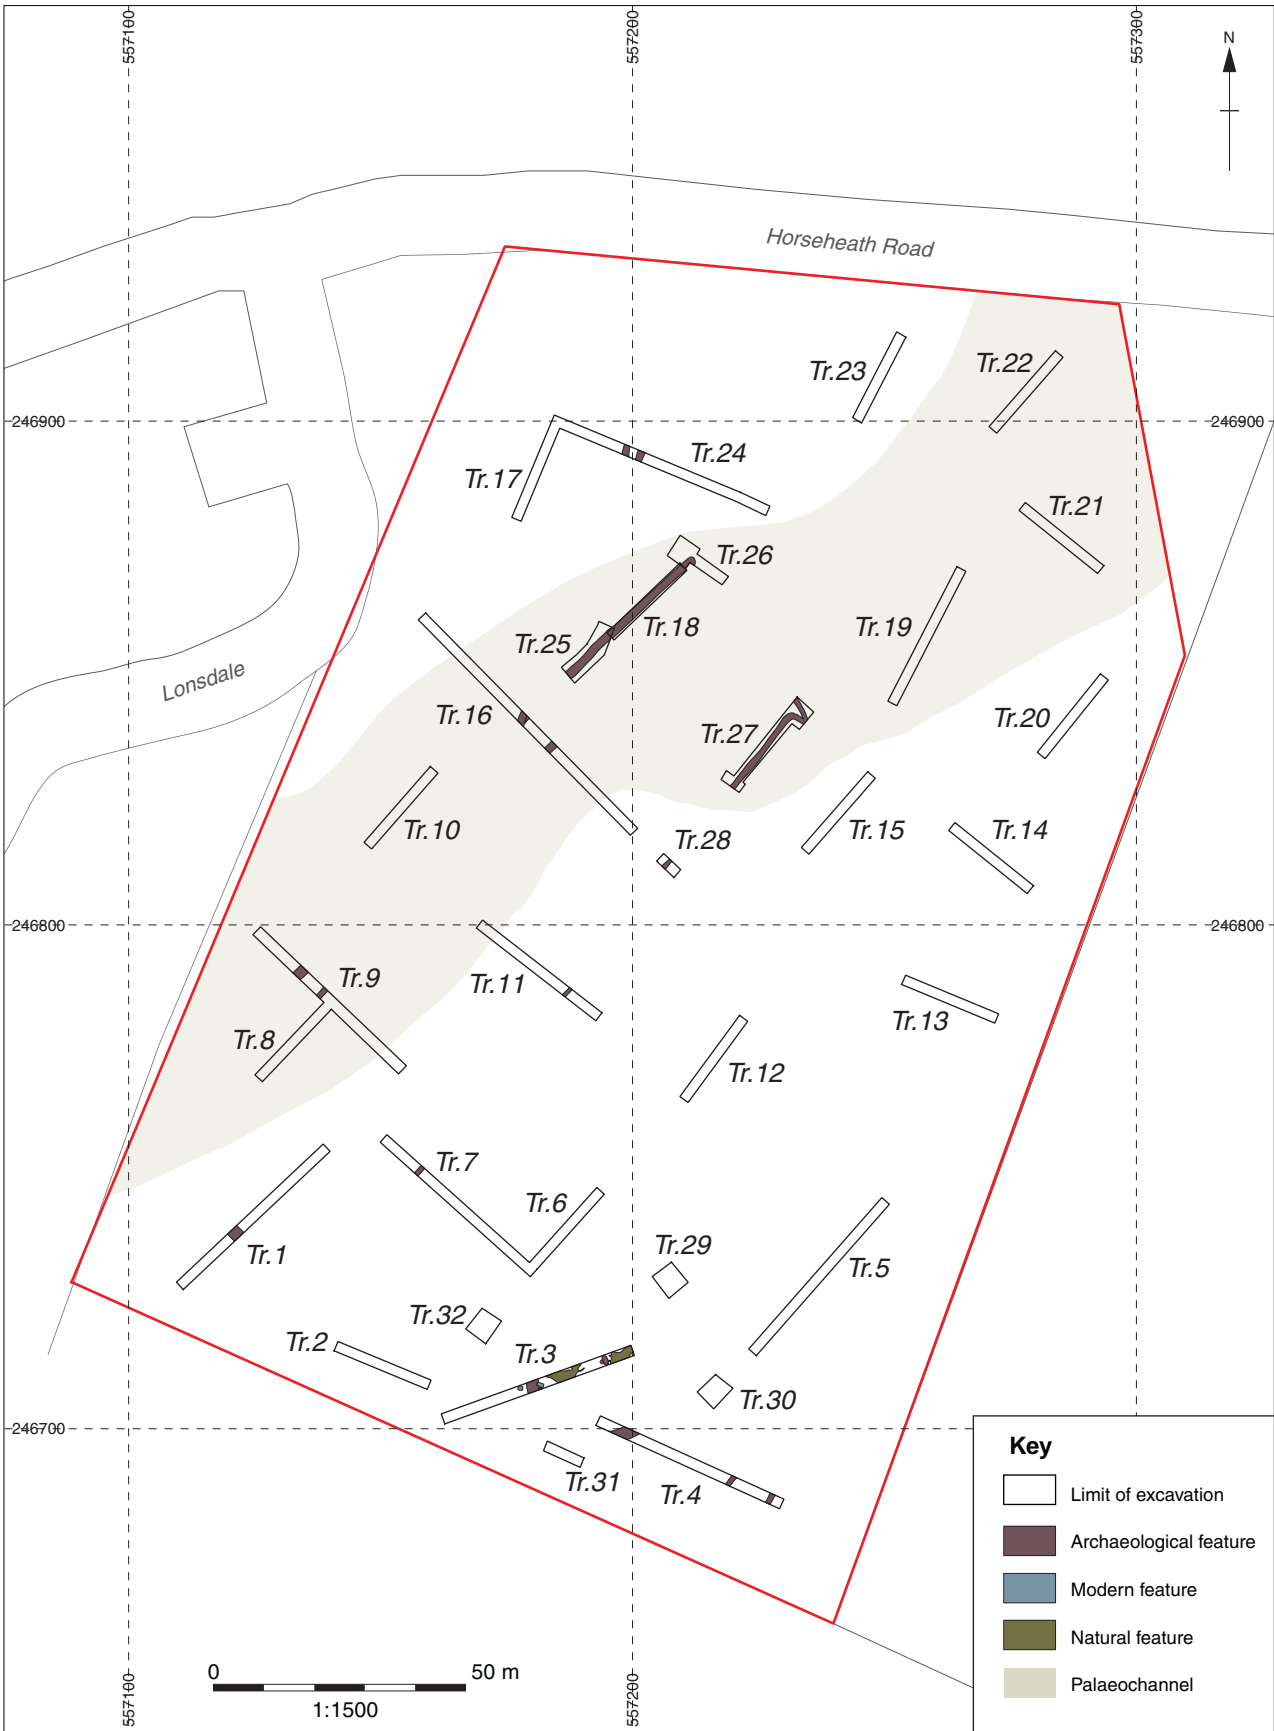 557100
557200
557300
N
Horseheath Road
Tr.23
Tr.22
246900
246900
Tr.17
Tr.24
Tr.21
Tr.26
Tr.18
Tr.25
Tr.19
Lonsdale
Tr.16
Tr.27
Tr.20
Tr.10
Tr.28
Tr.15
Tr.14
246800
246800
Tr.9
Tr.11
Tr.13
Tr.8
Tr.12
Tr.7
Tr.6
Tr.1
Tr.29
Tr.5
Tr.32
Tr.2
Tr.3
Tr.30
246700
Tr.31
Tr.4
Key
Limit of excavation
Archaeological feature
Modern feature
Natural feature
Palaeochannel
0
50 m
1:1500
557100
557200